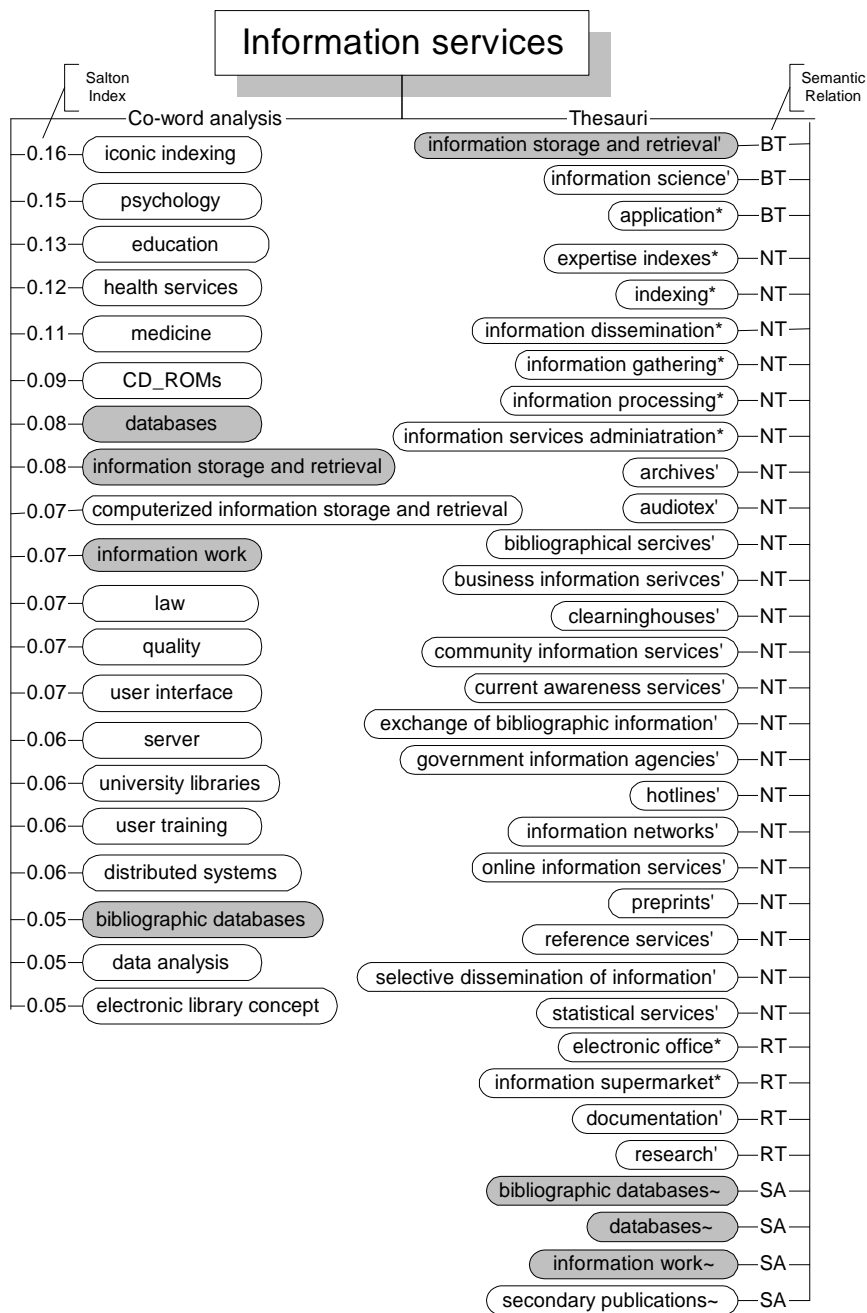 Information services
Salton
Index
Semantic
Relation
Co-word analysis
Thesauri
0.16 iconic indexing
0.15 psychology
0.13 education
0.12 health services
0.11 medicine
0.09 CD_ROMs
0.08 databases
0.08 information storage and retrieval
0.07 computerized information storage and retrieval
0.07 information work
0.07 law
0.07 quality
0.07 user interface
0.06 server
0.06 university libraries
0.06 user training
0.06 distributed systems
0.05 bibliographic databases
0.05 data analysis
0.05 electronic library concept
information storage and retrieval' BT
information science' BT
application* BT
expertise indexes* NT
indexing* NT
information dissemination* NT
information gathering* NT
information processing* NT
information services adminiatration* NT
archives' NT
audiotex' NT
bibliographical sercives' NT
business information serivces' NT
clearninghouses' NT
community information services' NT
current awareness services' NT
exchange of bibliographic information' NT
government information agencies' NT
hotlines' NT
information networks' NT
online information services' NT
preprints' NT
reference services' NT
selective dissemination of information' NT
statistical services' NT
electronic office* RT
information supermarket* RT
documentation' RT
research' RT
bibliographic databases~ SA
databases~ SA
information work~ SA
secondary publications~ SA